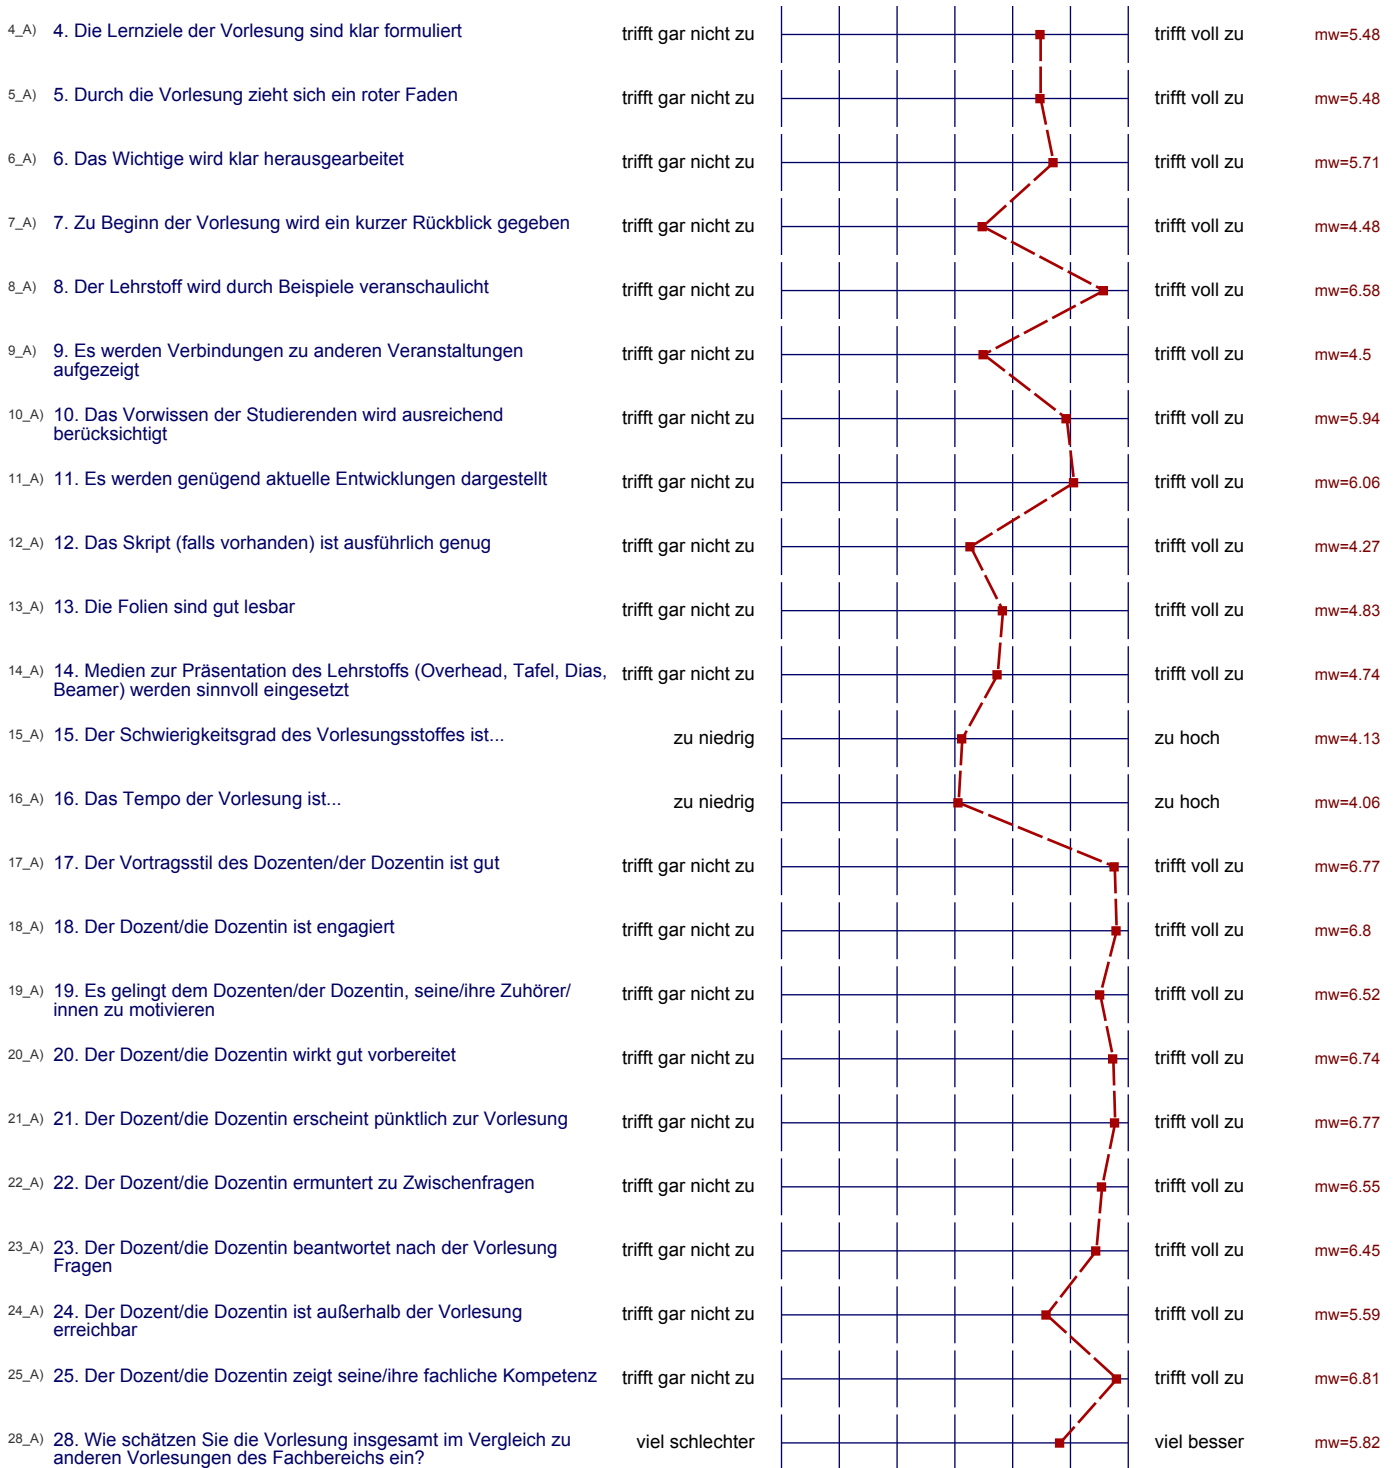 4_A) 4. Die Lernziele der Vorlesung sind klar formuliert trifft gar nicht zu trifft voll zu mw=5.48
5_A) 5. Durch die Vorlesung zieht sich ein roter Faden trifft gar nicht zu trifft voll zu mw=5.48
6_A) 6. Das Wichtige wird klar herausgearbeitet trifft gar nicht zu trifft voll zu mw=5.71
7_A) 7. Zu Beginn der Vorlesung wird ein kurzer Rückblick gegeben trifft gar nicht zu trifft voll zu mw=4.48
8_A) 8. Der Lehrstoff wird durch Beispiele veranschaulicht trifft gar nicht zu trifft voll zu mw=6.58
9_A) 9. Es werden Verbindungen zu anderen Veranstaltungen trifft gar nicht zu trifft voll zu mw=4.5
aufgezeigt
10_A) 10. Das Vorwissen der Studierenden wird ausreichend trifft gar nicht zu trifft voll zu mw=5.94
berücksichtigt
11_A) 11. Es werden genügend aktuelle Entwicklungen dargestellt trifft gar nicht zu trifft voll zu mw=6.06
12_A) 12. Das Skript (falls vorhanden) ist ausführlich genug trifft gar nicht zu trifft voll zu mw=4.27
13_A) 13. Die Folien sind gut lesbar trifft gar nicht zu trifft voll zu mw=4.83
14_A) 14. Medien zur Präsentation des Lehrstoffs (Overhead, Tafel, Dias, trifft gar nicht zu trifft voll zu mw=4.74
Beamer) werden sinnvoll eingesetzt
15_A) 15. Der Schwierigkeitsgrad des Vorlesungsstoffes ist... zu niedrig zu hoch mw=4.13
16_A) 16. Das Tempo der Vorlesung ist... zu niedrig zu hoch mw=4.06
17_A) 17. Der Vortragsstil des Dozenten/der Dozentin ist gut trifft gar nicht zu trifft voll zu mw=6.77
18_A) 18. Der Dozent/die Dozentin ist engagiert trifft gar nicht zu trifft voll zu mw=6.8
19_A) 19. Es gelingt dem Dozenten/der Dozentin, seine/ihre Zuhörer/ trifft gar nicht zu trifft voll zu mw=6.52
innen zu motivieren
20_A) 20. Der Dozent/die Dozentin wirkt gut vorbereitet trifft gar nicht zu trifft voll zu mw=6.74
21_A) 21. Der Dozent/die Dozentin erscheint pünktlich zur Vorlesung trifft gar nicht zu trifft voll zu mw=6.77
22_A) 22. Der Dozent/die Dozentin ermuntert zu Zwischenfragen trifft gar nicht zu trifft voll zu mw=6.55
23_A) 23. Der Dozent/die Dozentin beantwortet nach der Vorlesung trifft gar nicht zu trifft voll zu mw=6.45
Fragen
24_A) 24. Der Dozent/die Dozentin ist außerhalb der Vorlesung trifft gar nicht zu trifft voll zu mw=5.59
erreichbar
25_A) 25. Der Dozent/die Dozentin zeigt seine/ihre fachliche Kompetenz trifft gar nicht zu trifft voll zu mw=6.81
28_A) 28. Wie schätzen Sie die Vorlesung insgesamt im Vergleich zu viel schlechter viel besser mw=5.82
anderen Vorlesungen des Fachbereichs ein?